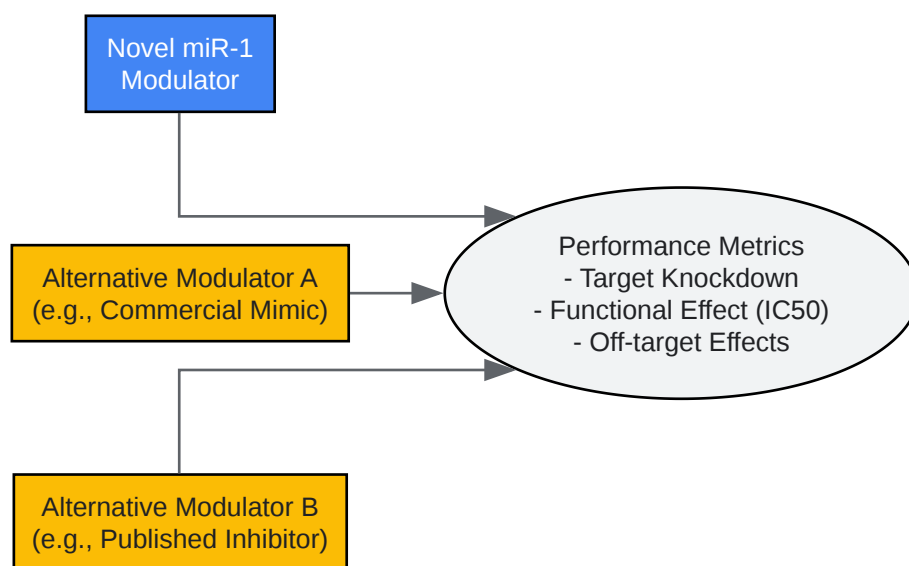 Novel miR-1
Modulator
Alternative Modulator A
(e.g., Commercial Mimic)
Performance Metrics
- Target Knockdown
- Functional Effect (IC50)
- Off-target Effects
Alternative Modulator B
(e.g., Published Inhibitor)